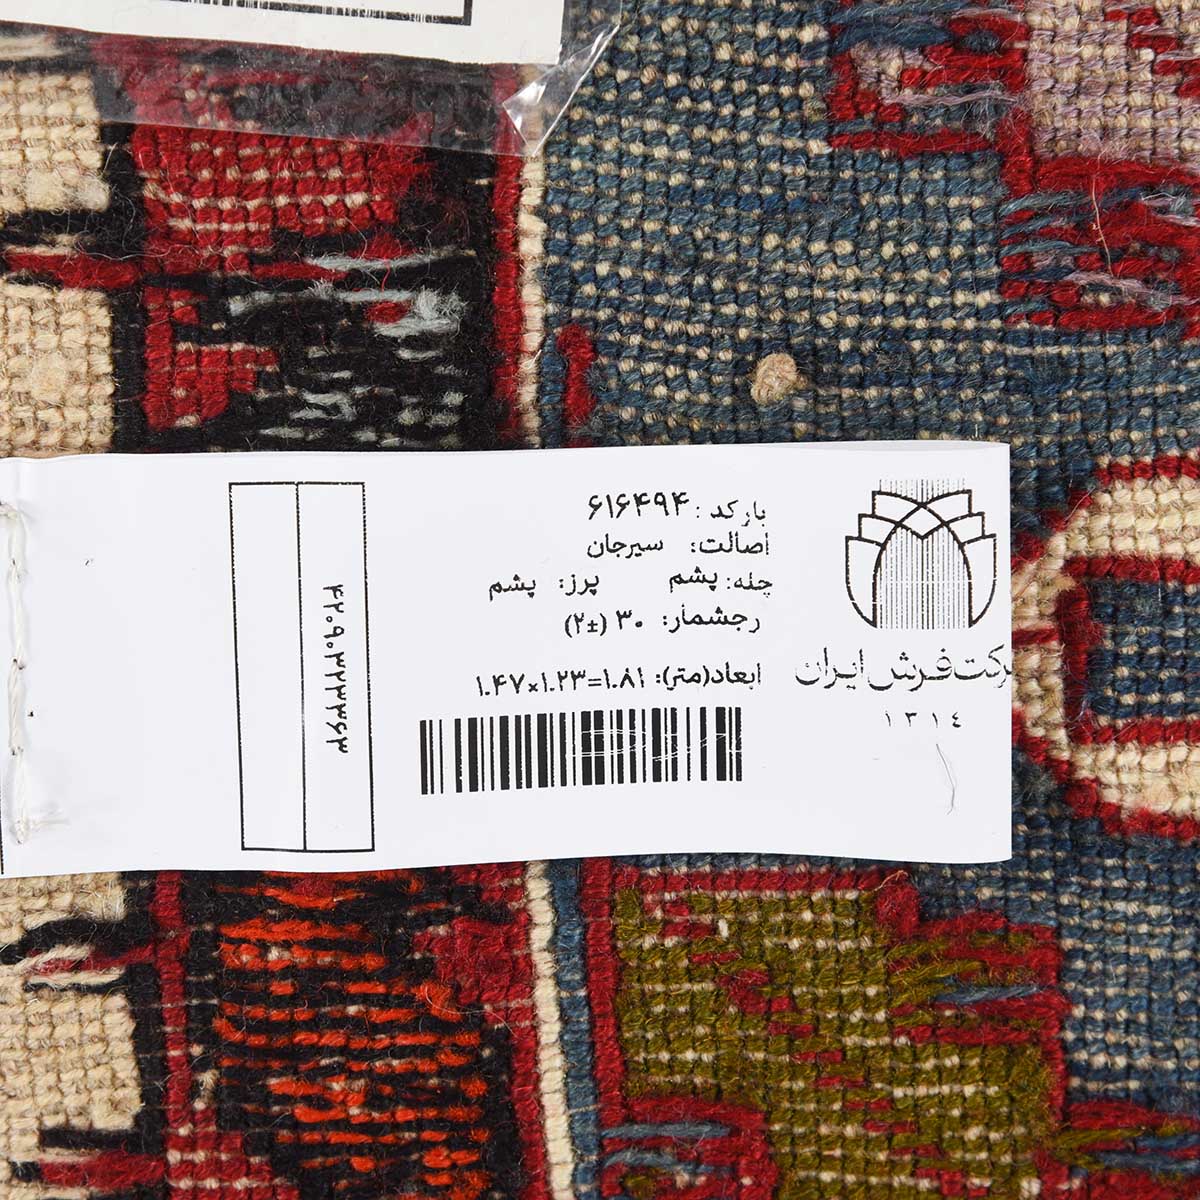 بارکد: ۶۱۶۴۹۴
اصالت: سیرجان
چله: پشم پرز: پشم
رجشمار: ۳۰ (±۲)
ابعاد(متر): ۱.۴۷×۱.۲۳=۱.۸۱
شرکت فرش ایران
١٣١٤
۴۲۰۹۰۳۲۳۳۶۳